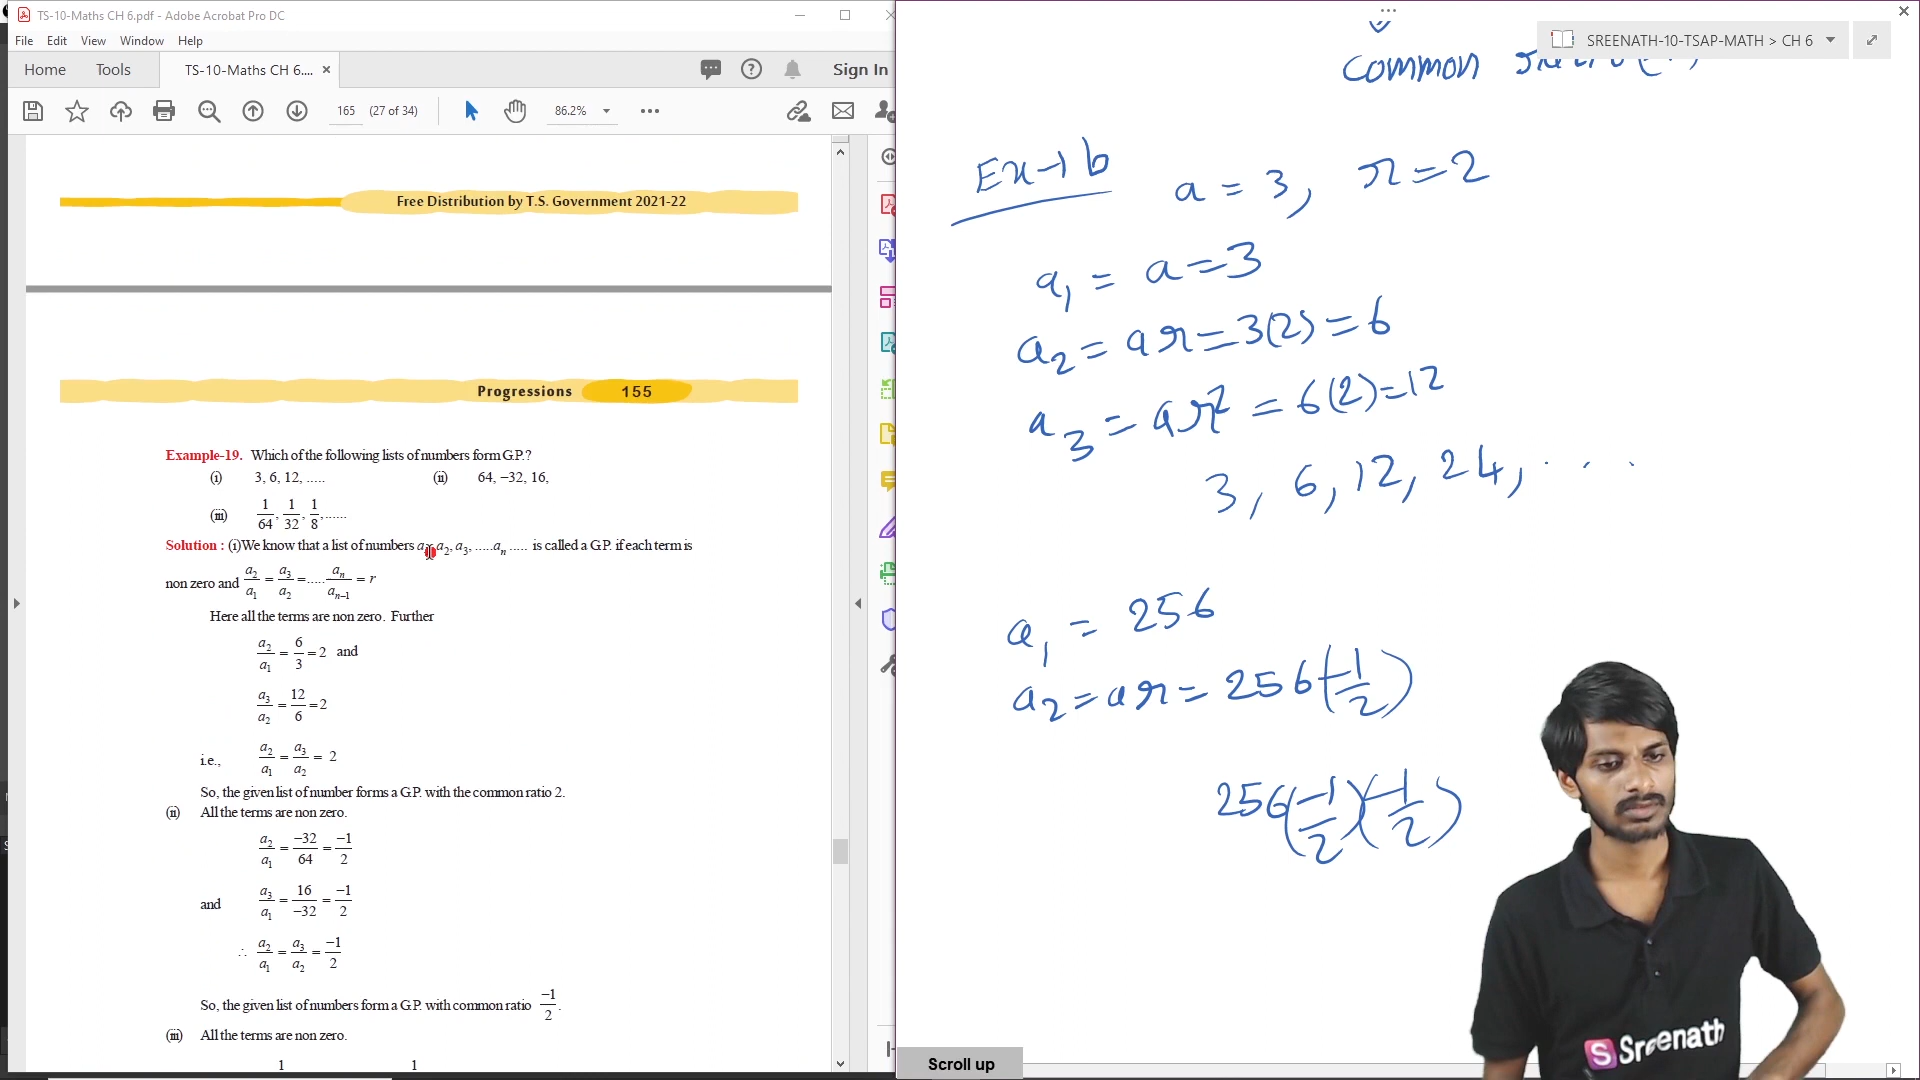 TS-10-Maths CH 6.pdf - Adobe Acrobat Pro DC
File Edit View Window Help
Home Tools TS-10-Maths CH 6.... × Sign In
165 (27 of 34) 86.2%
Free Distribution by T.S. Government 2021-22
Progressions 155
Example-19. Which of the following lists of numbers form G.P.?
(i) 3, 6, 12, ..... (ii) 64, −32, 16,
(iii) 1/64, 1/32, 1/8, ......
Solution : (i)We know that a list of numbers a₁, a₂, a₃, .....aₙ ..... is called a G.P. if each term is
non zero and a₂/a₁ = a₃/a₂ = ..... aₙ/aₙ₋₁ = r
Here all the terms are non zero. Further
a₂/a₁ = 6/3 = 2 and
a₃/a₂ = 12/6 = 2
i.e., a₂/a₁ = a₃/a₂ = 2
So, the given list of number forms a G.P. with the common ratio 2.
(ii) All the terms are non zero.
a₂/a₁ = −32/64 = −1/2
and a₃/a₁ = 16/−32 = −1/2
∴ a₂/a₁ = a₃/a₂ = −1/2
So, the given list of numbers form a G.P. with common ratio −1/2.
(iii) All the terms are non zero.
1 1
SREENATH-10-TSAP-MATH > CH 6
common
Ex→1 b a = 3, r = 2
a₁ = a = 3
a₂ = ar = 3(2) = 6
a₃ = ar² = 6(2) = 12
3, 6, 12, 24, . . . .
a₁ = 256
a₂ = ar = 256(−1/2)
256(−1/2)(−1/2)
Scroll up
S Sreenath